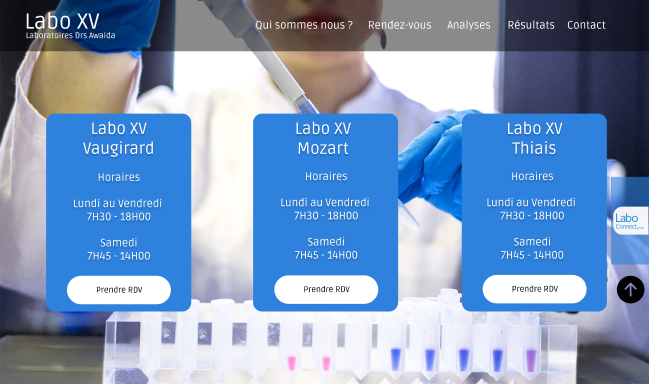 Labo XV
Laboratoires Drs Awaida
Qui sommes nous ? Rendez-vous Analyses Résultats Contact
Labo XV
Vaugirard
Horaires
Lundi au Vendredi
7H30 - 18H00
Samedi
7H45 - 14H00
Prendre RDV
Labo XV
Mozart
Horaires
Lundi au Vendredi
7H30 - 18H00
Samedi
7H45 - 14H00
Prendre RDV
Labo XV
Thiais
Horaires
Lundi au Vendredi
7H30 - 18H00
Samedi
7H45 - 14H00
Prendre RDV
Labo
Connect